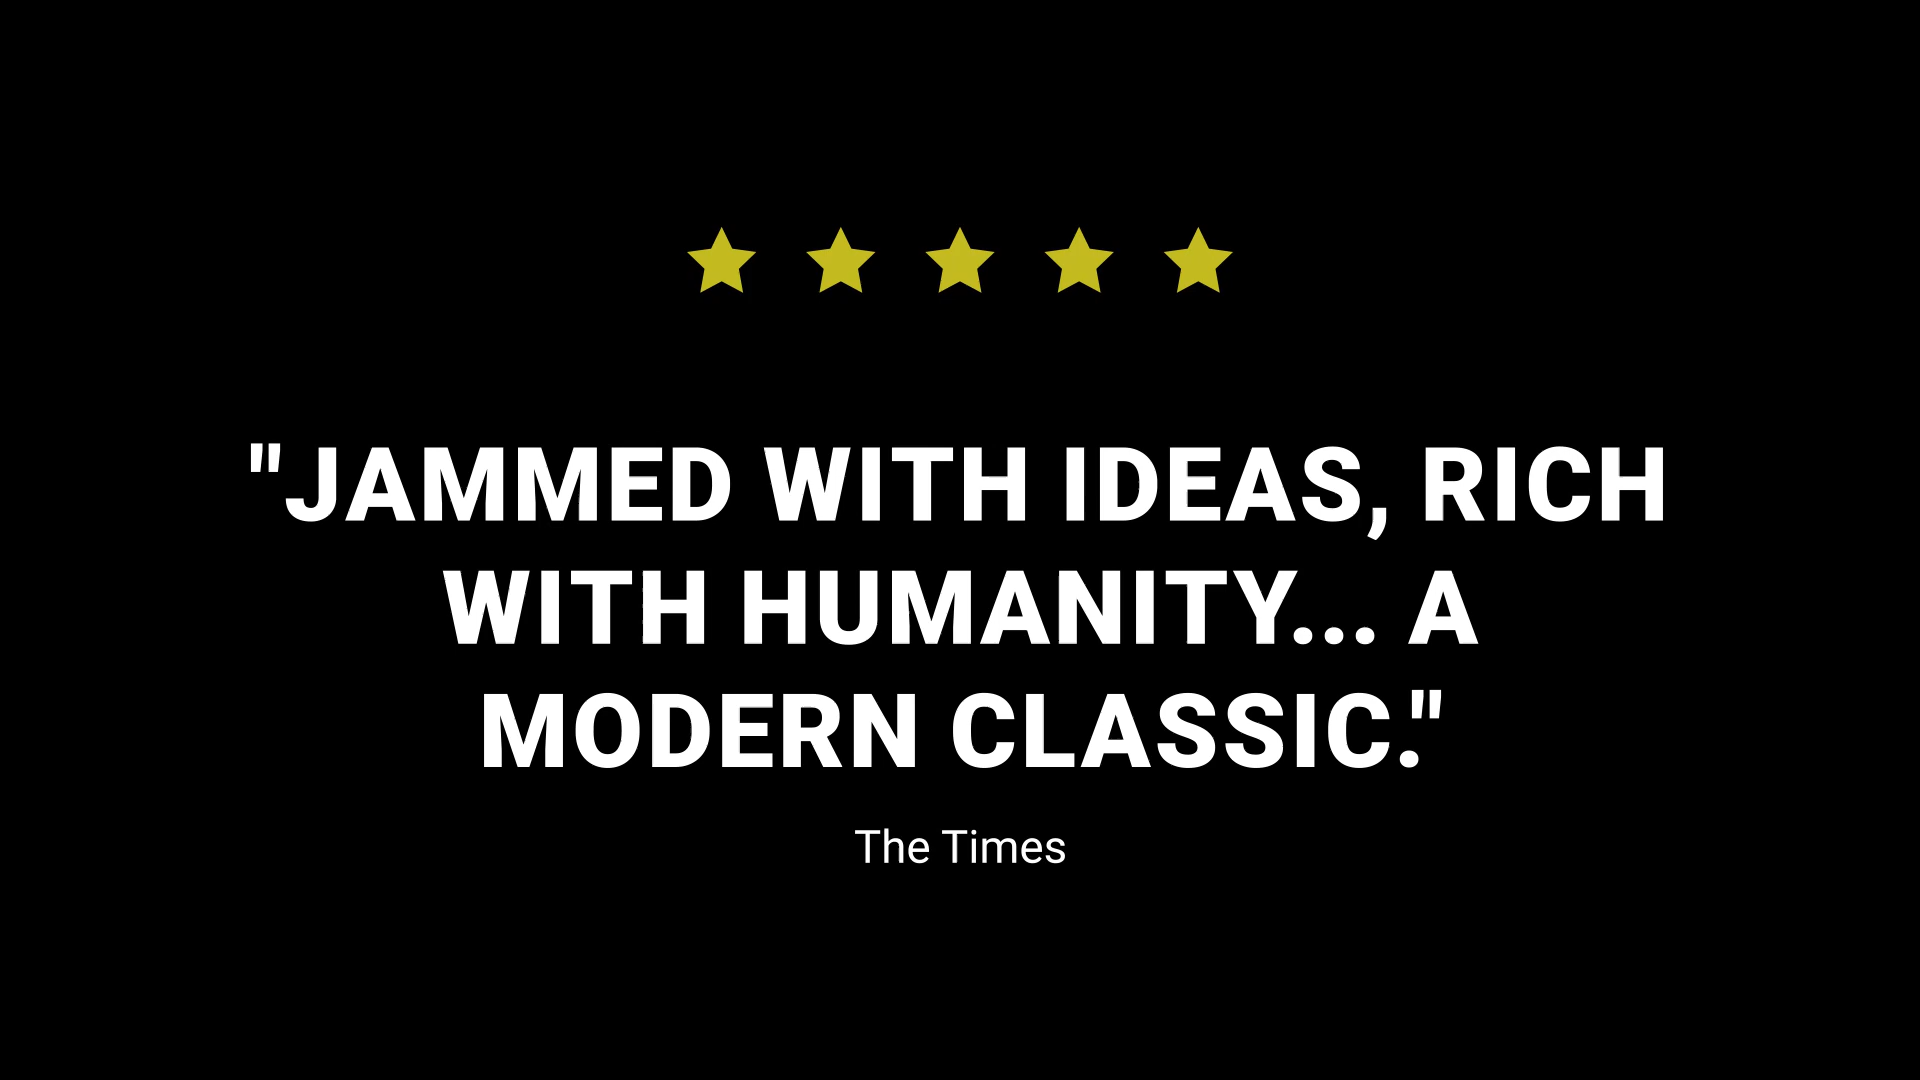 "JAMMED WITH IDEAS, RICH
WITH HUMANITY... A
MODERN CLASSIC."
The Times